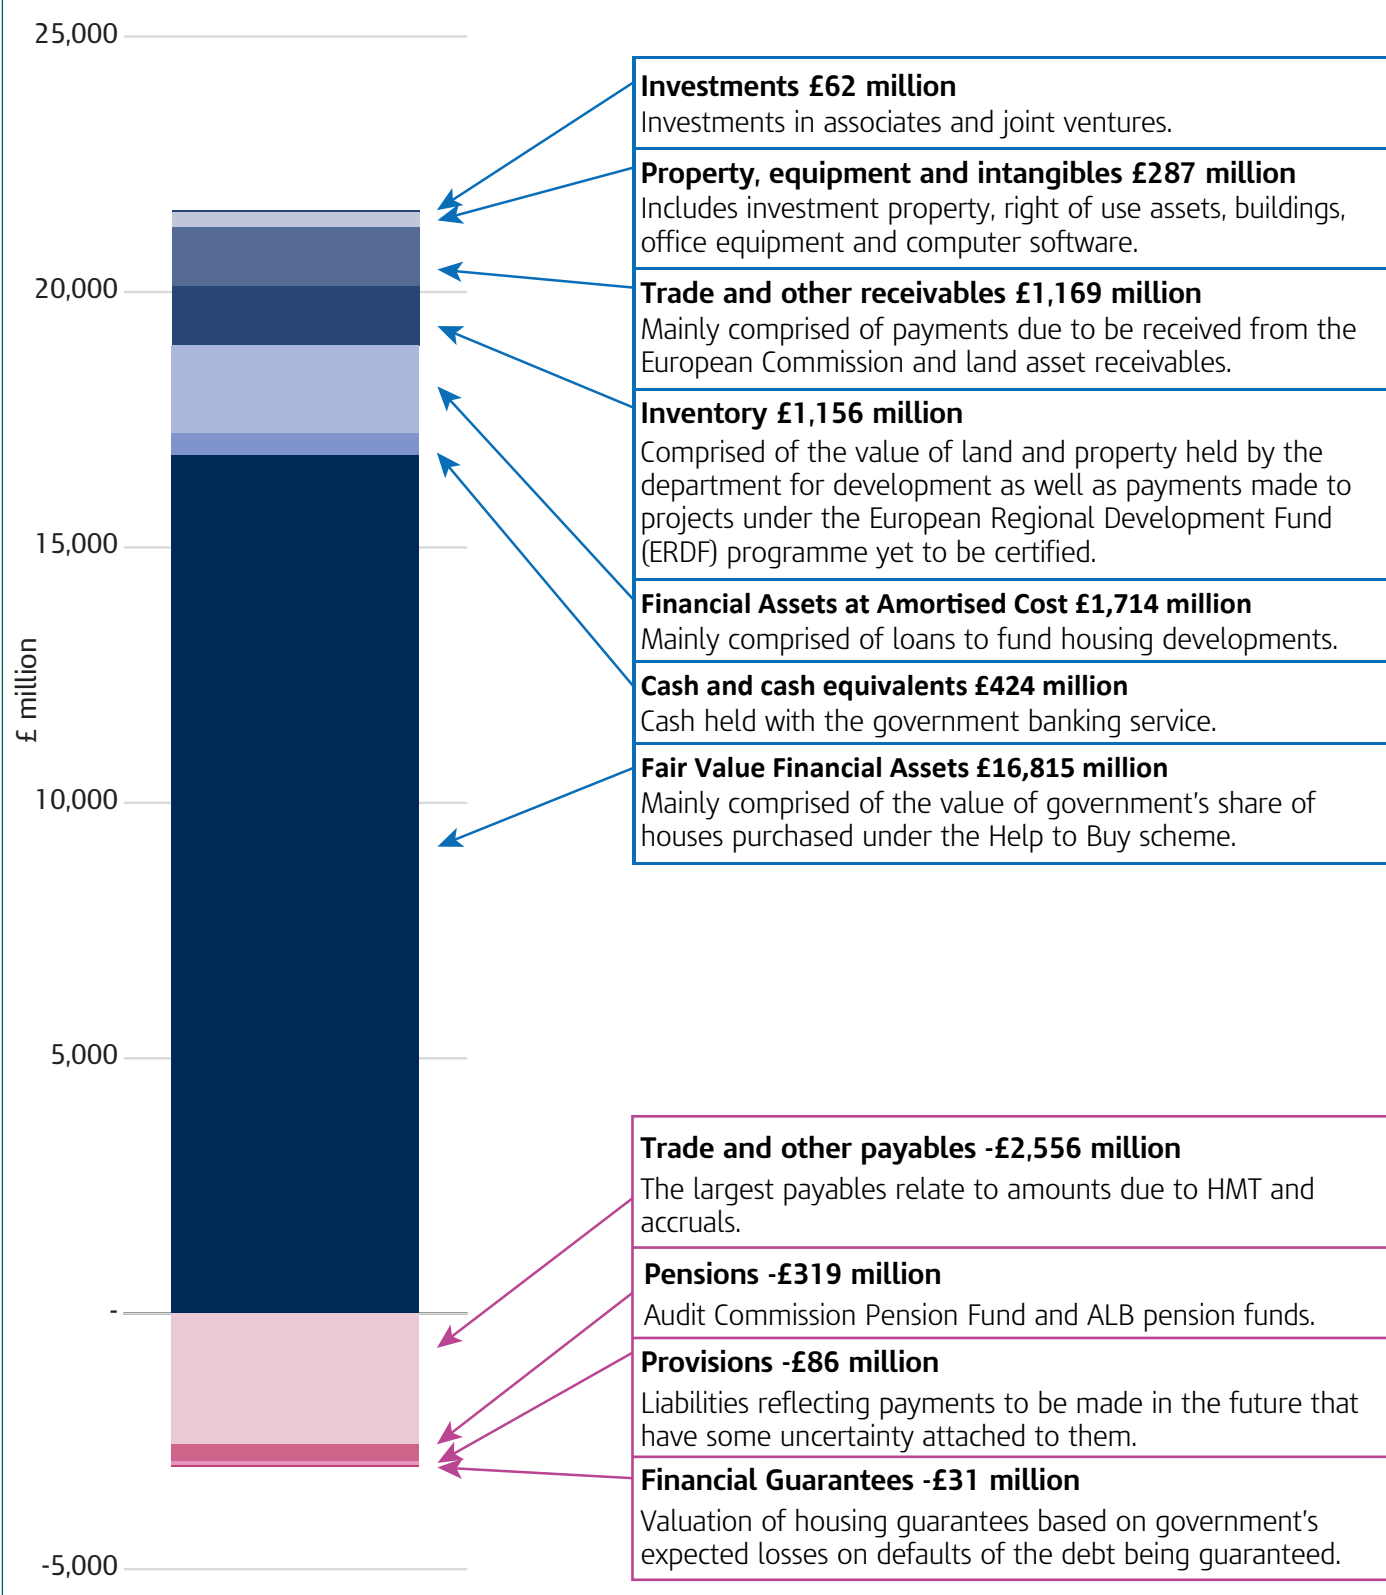 25,000
20,000
15,000
10,000
5,000
-
-5,000
£ million
Investments £62 million
Investments in associates and joint ventures.
Property, equipment and intangibles £287 million
Includes investment property, right of use assets, buildings,
office equipment and computer software.
Trade and other receivables £1,169 million
Mainly comprised of payments due to be received from the
European Commission and land asset receivables.
Inventory £1,156 million
Comprised of the value of land and property held by the
department for development as well as payments made to
projects under the European Regional Development Fund
(ERDF) programme yet to be certified.
Financial Assets at Amortised Cost £1,714 million
Mainly comprised of loans to fund housing developments.
Cash and cash equivalents £424 million
Cash held with the government banking service.
Fair Value Financial Assets £16,815 million
Mainly comprised of the value of government's share of
houses purchased under the Help to Buy scheme.
Trade and other payables -£2,556 million
The largest payables relate to amounts due to HMT and
accruals.
Pensions -£319 million
Audit Commission Pension Fund and ALB pension funds.
Provisions -£86 million
Liabilities reflecting payments to be made in the future that
have some uncertainty attached to them.
Financial Guarantees -£31 million
Valuation of housing guarantees based on government's
expected losses on defaults of the debt being guaranteed.